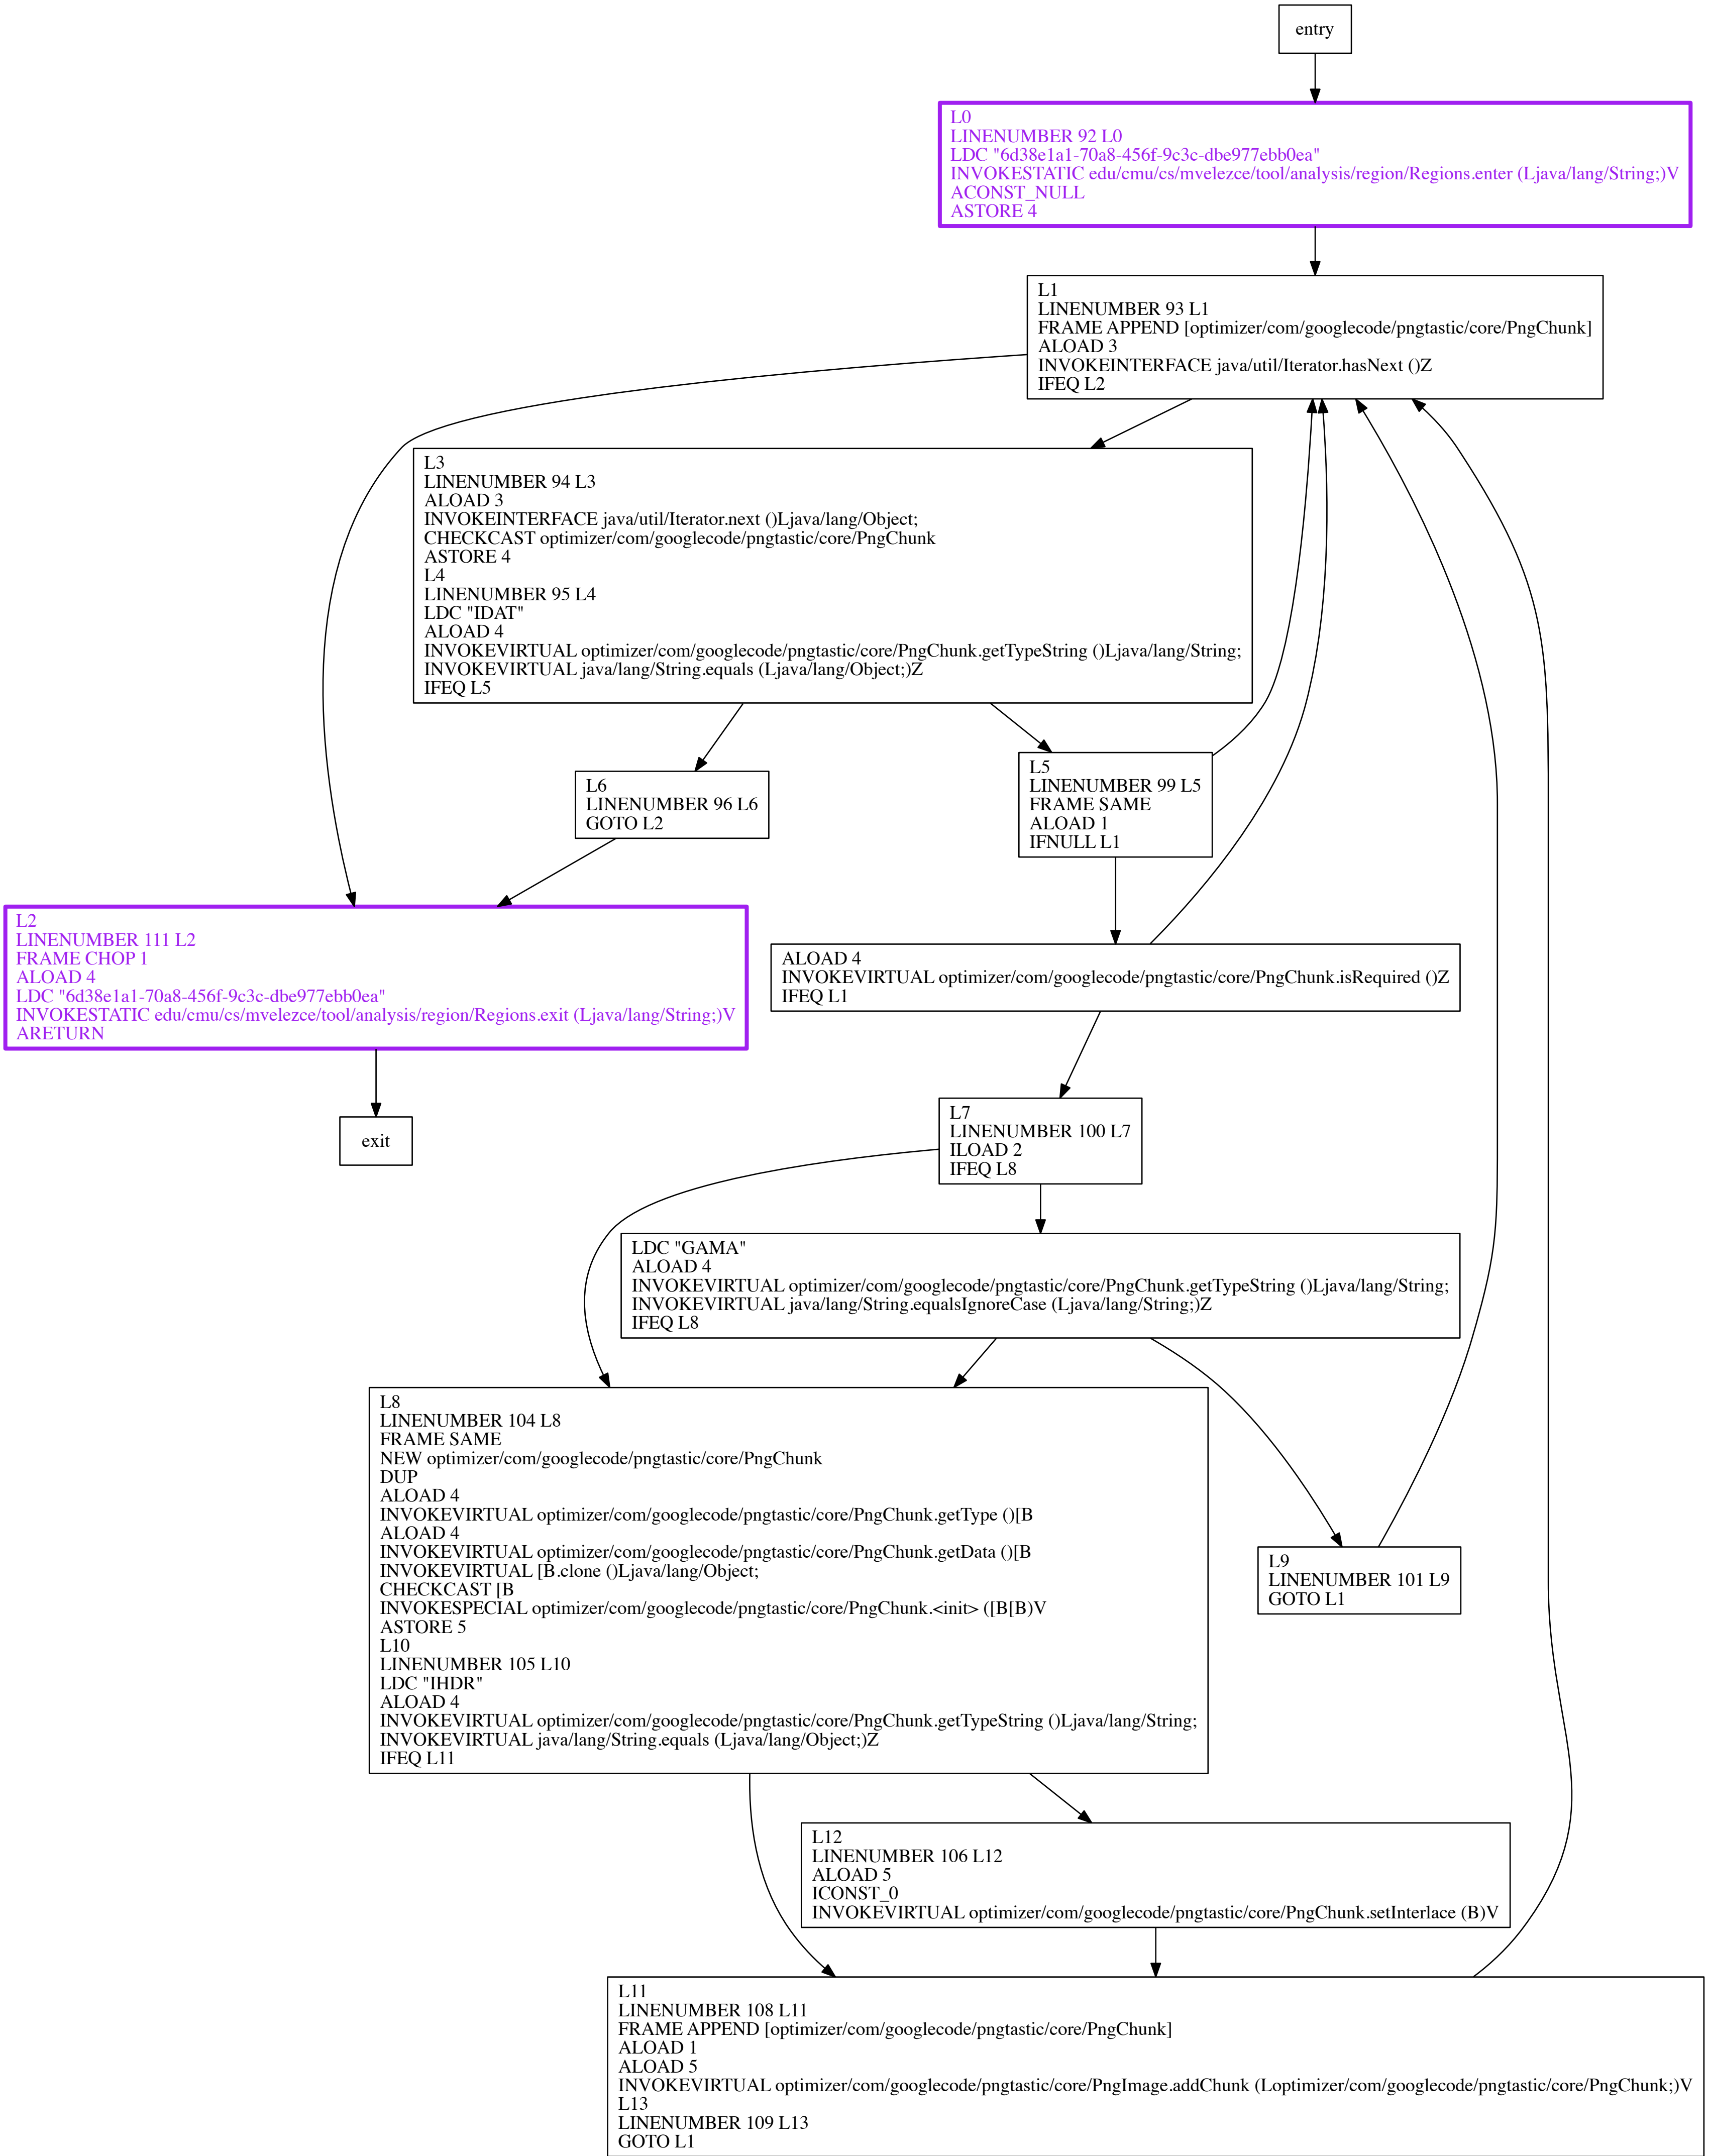 entry
L0
LINENUMBER 92 L0
LDC "6d38e1a1-70a8-456f-9c3c-dbe977ebb0ea"
INVOKESTATIC edu/cmu/cs/mvelezce/tool/analysis/region/Regions.enter (Ljava/lang/String;)V
ACONST_NULL
ASTORE 4
L1
LINENUMBER 93 L1
FRAME APPEND [optimizer/com/googlecode/pngtastic/core/PngChunk]
ALOAD 3
INVOKEINTERFACE java/util/Iterator.hasNext ()Z
IFEQ L2
L3
LINENUMBER 94 L3
ALOAD 3
INVOKEINTERFACE java/util/Iterator.next ()Ljava/lang/Object;
CHECKCAST optimizer/com/googlecode/pngtastic/core/PngChunk
ASTORE 4
L4
LINENUMBER 95 L4
LDC "IDAT"
ALOAD 4
INVOKEVIRTUAL optimizer/com/googlecode/pngtastic/core/PngChunk.getTypeString ()Ljava/lang/String;
INVOKEVIRTUAL java/lang/String.equals (Ljava/lang/Object;)Z
IFEQ L5
L6
LINENUMBER 96 L6
GOTO L2
L5
LINENUMBER 99 L5
FRAME SAME
ALOAD 1
IFNULL L1
L2
LINENUMBER 111 L2
FRAME CHOP 1
ALOAD 4
LDC "6d38e1a1-70a8-456f-9c3c-dbe977ebb0ea"
INVOKESTATIC edu/cmu/cs/mvelezce/tool/analysis/region/Regions.exit (Ljava/lang/String;)V
ARETURN
ALOAD 4
INVOKEVIRTUAL optimizer/com/googlecode/pngtastic/core/PngChunk.isRequired ()Z
IFEQ L1
exit
L7
LINENUMBER 100 L7
ILOAD 2
IFEQ L8
LDC "GAMA"
ALOAD 4
INVOKEVIRTUAL optimizer/com/googlecode/pngtastic/core/PngChunk.getTypeString ()Ljava/lang/String;
INVOKEVIRTUAL java/lang/String.equalsIgnoreCase (Ljava/lang/String;)Z
IFEQ L8
L8
LINENUMBER 104 L8
FRAME SAME
NEW optimizer/com/googlecode/pngtastic/core/PngChunk
DUP
ALOAD 4
INVOKEVIRTUAL optimizer/com/googlecode/pngtastic/core/PngChunk.getType ()[B
ALOAD 4
INVOKEVIRTUAL optimizer/com/googlecode/pngtastic/core/PngChunk.getData ()[B
INVOKEVIRTUAL [B.clone ()Ljava/lang/Object;
CHECKCAST [B
INVOKESPECIAL optimizer/com/googlecode/pngtastic/core/PngChunk.<init> ([B[B)V
ASTORE 5
L10
LINENUMBER 105 L10
LDC "IHDR"
ALOAD 4
INVOKEVIRTUAL optimizer/com/googlecode/pngtastic/core/PngChunk.getTypeString ()Ljava/lang/String;
INVOKEVIRTUAL java/lang/String.equals (Ljava/lang/Object;)Z
IFEQ L11
L9
LINENUMBER 101 L9
GOTO L1
L12
LINENUMBER 106 L12
ALOAD 5
ICONST_0
INVOKEVIRTUAL optimizer/com/googlecode/pngtastic/core/PngChunk.setInterlace (B)V
L11
LINENUMBER 108 L11
FRAME APPEND [optimizer/com/googlecode/pngtastic/core/PngChunk]
ALOAD 1
ALOAD 5
INVOKEVIRTUAL optimizer/com/googlecode/pngtastic/core/PngImage.addChunk (Loptimizer/com/googlecode/pngtastic/core/PngChunk;)V
L13
LINENUMBER 109 L13
GOTO L1